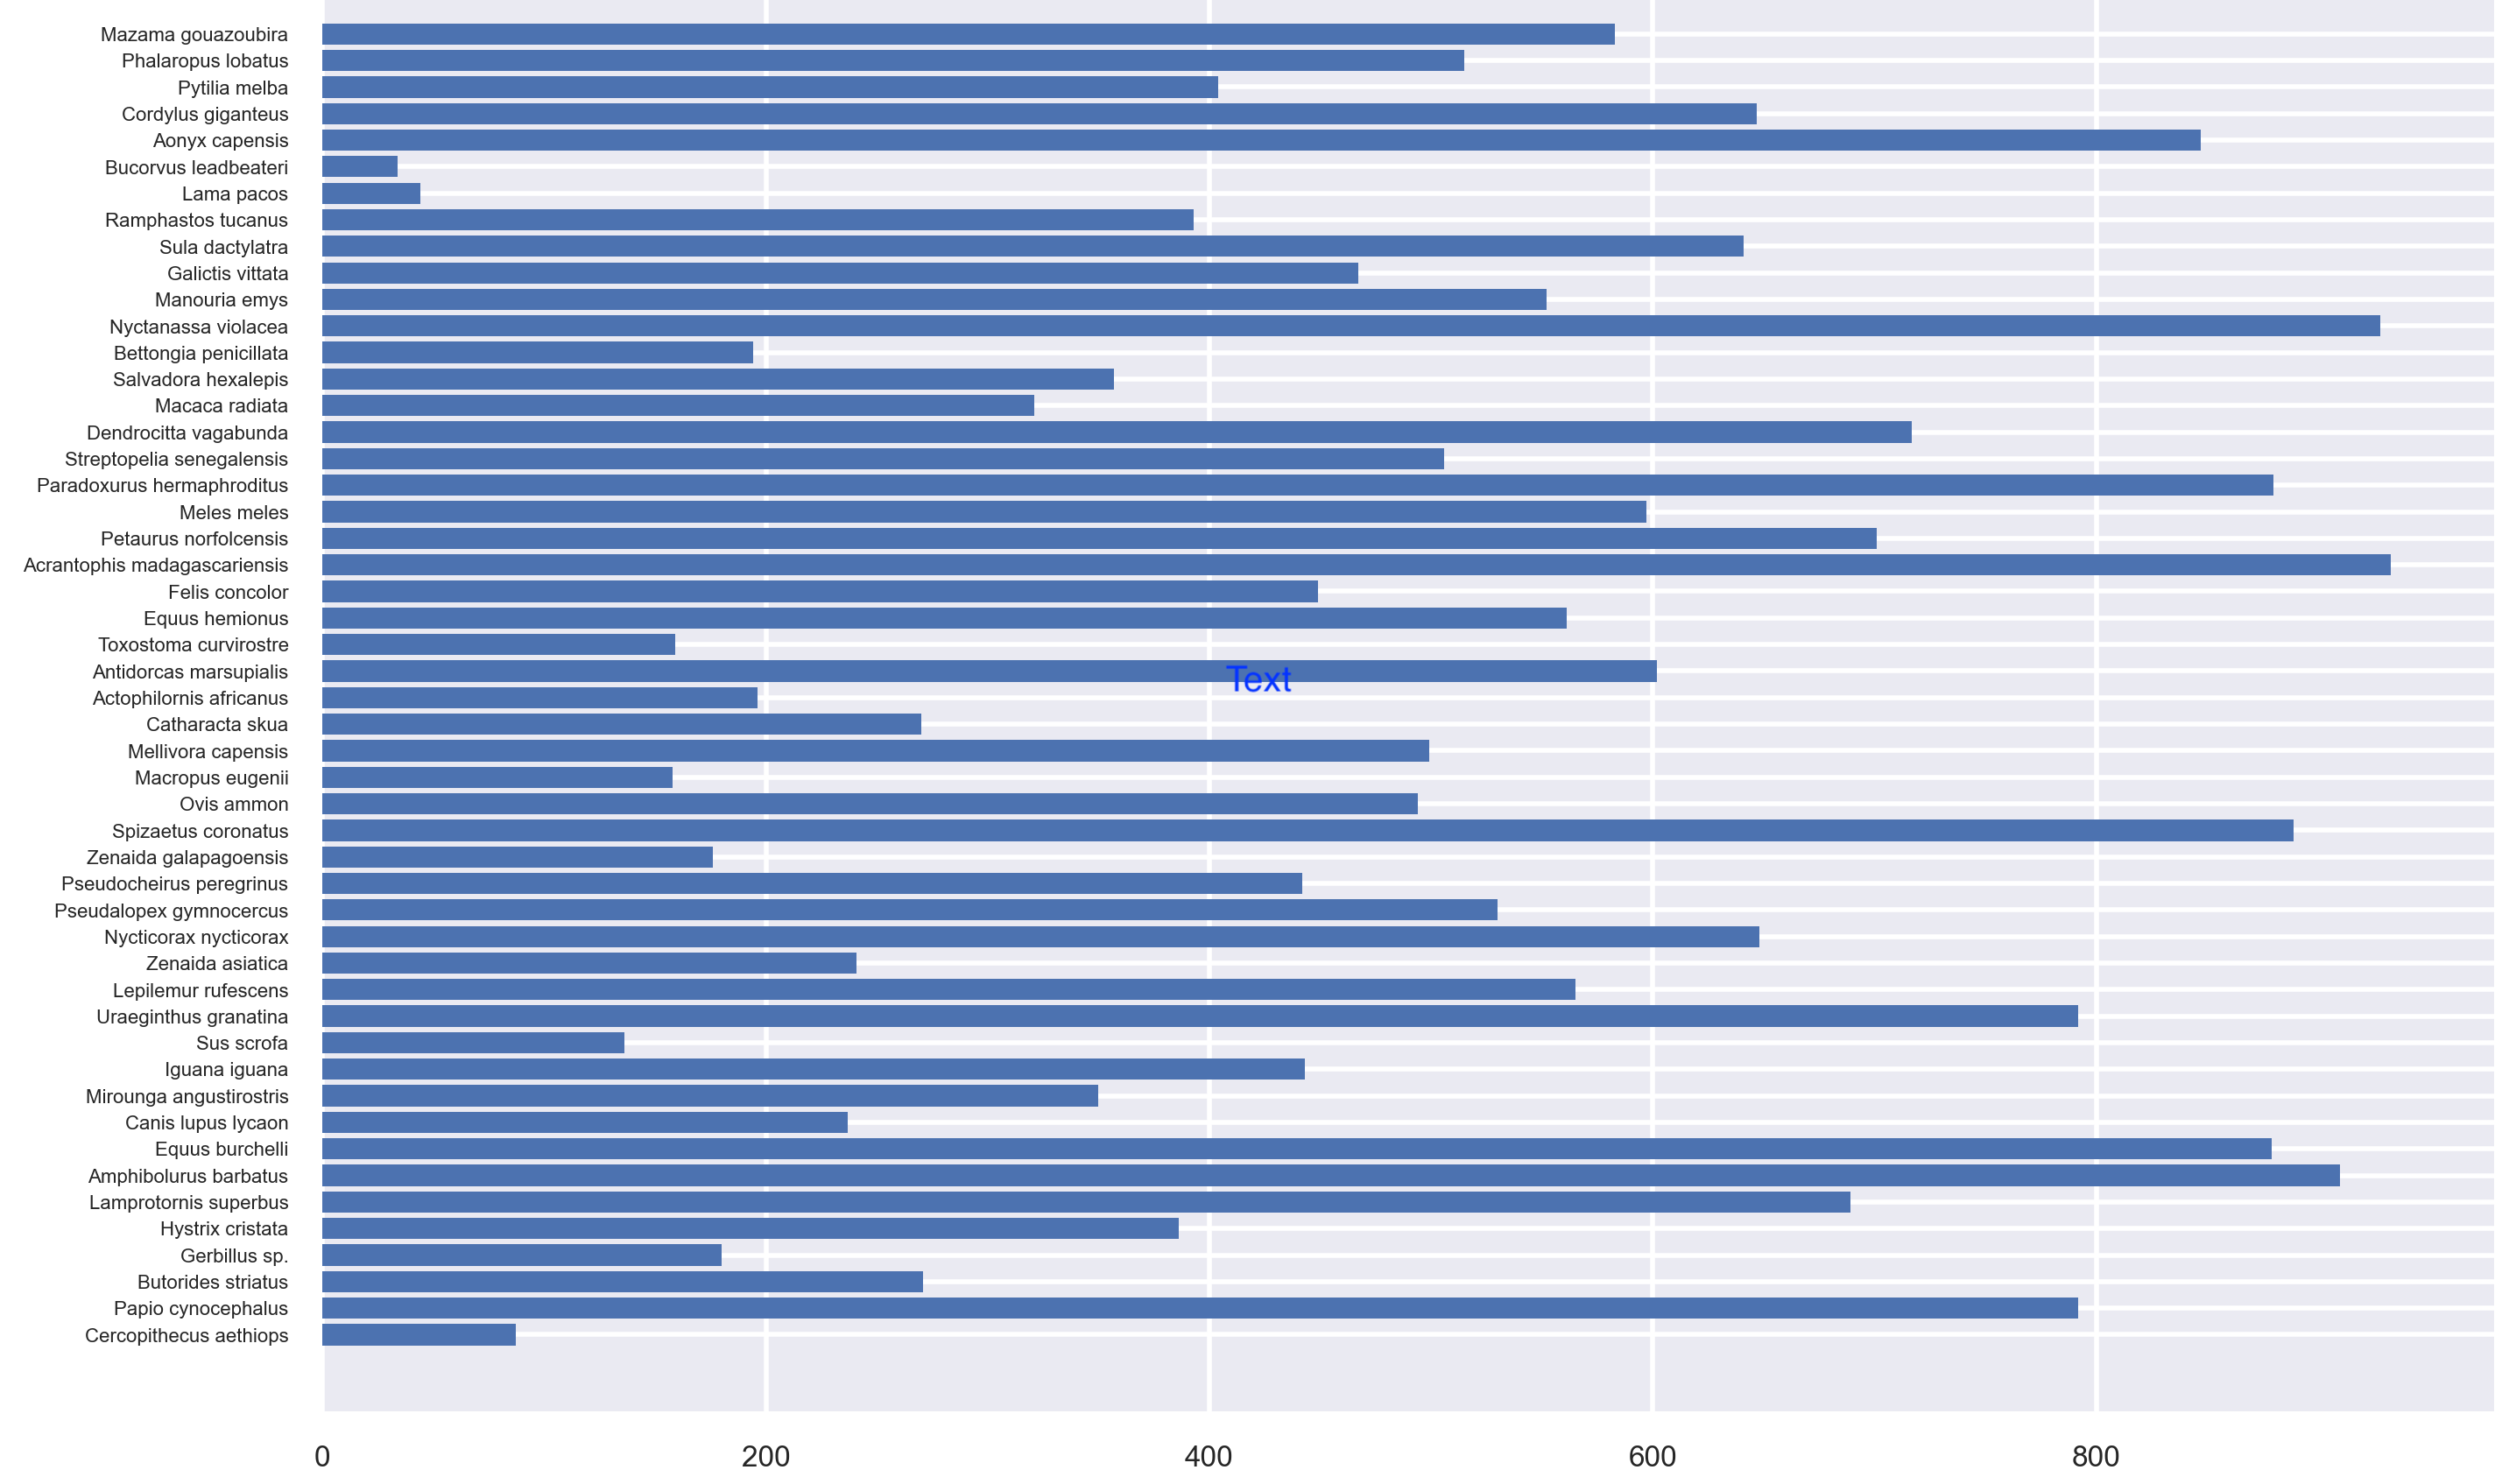 Mazama gouazoubira
Phalaropus lobatus
Pytilia melba
Cordylus giganteus
Aonyx capensis
Bucorvus leadbeateri
Lama pacos
Ramphastos tucanus
Sula dactylatra
Galictis vittata
Manouria emys
Nyctanassa violacea
Bettongia penicillata
Salvadora hexalepis
Macaca radiata
Dendrocitta vagabunda
Streptopelia senegalensis
Paradoxurus hermaphroditus
Meles meles
Petaurus norfolcensis
Acrantophis madagascariensis
Felis concolor
Equus hemionus
Toxostoma curvirostre
Antidorcas marsupialis
Text
Actophilornis africanus
Catharacta skua
Mellivora capensis
Macropus eugenii
Ovis ammon
Spizaetus coronatus
Zenaida galapagoensis
Pseudocheirus peregrinus
Pseudalopex gymnocercus
Nycticorax nycticorax
Zenaida asiatica
Lepilemur rufescens
Uraeginthus granatina
Sus scrofa
Iguana iguana
Mirounga angustirostris
Canis lupus lycaon
Equus burchelli
Amphibolurus barbatus
Lamprotornis superbus
Hystrix cristata
Gerbillus sp.
Butorides striatus
Papio cynocephalus
Cercopithecus aethiops
0 200 400 600 800